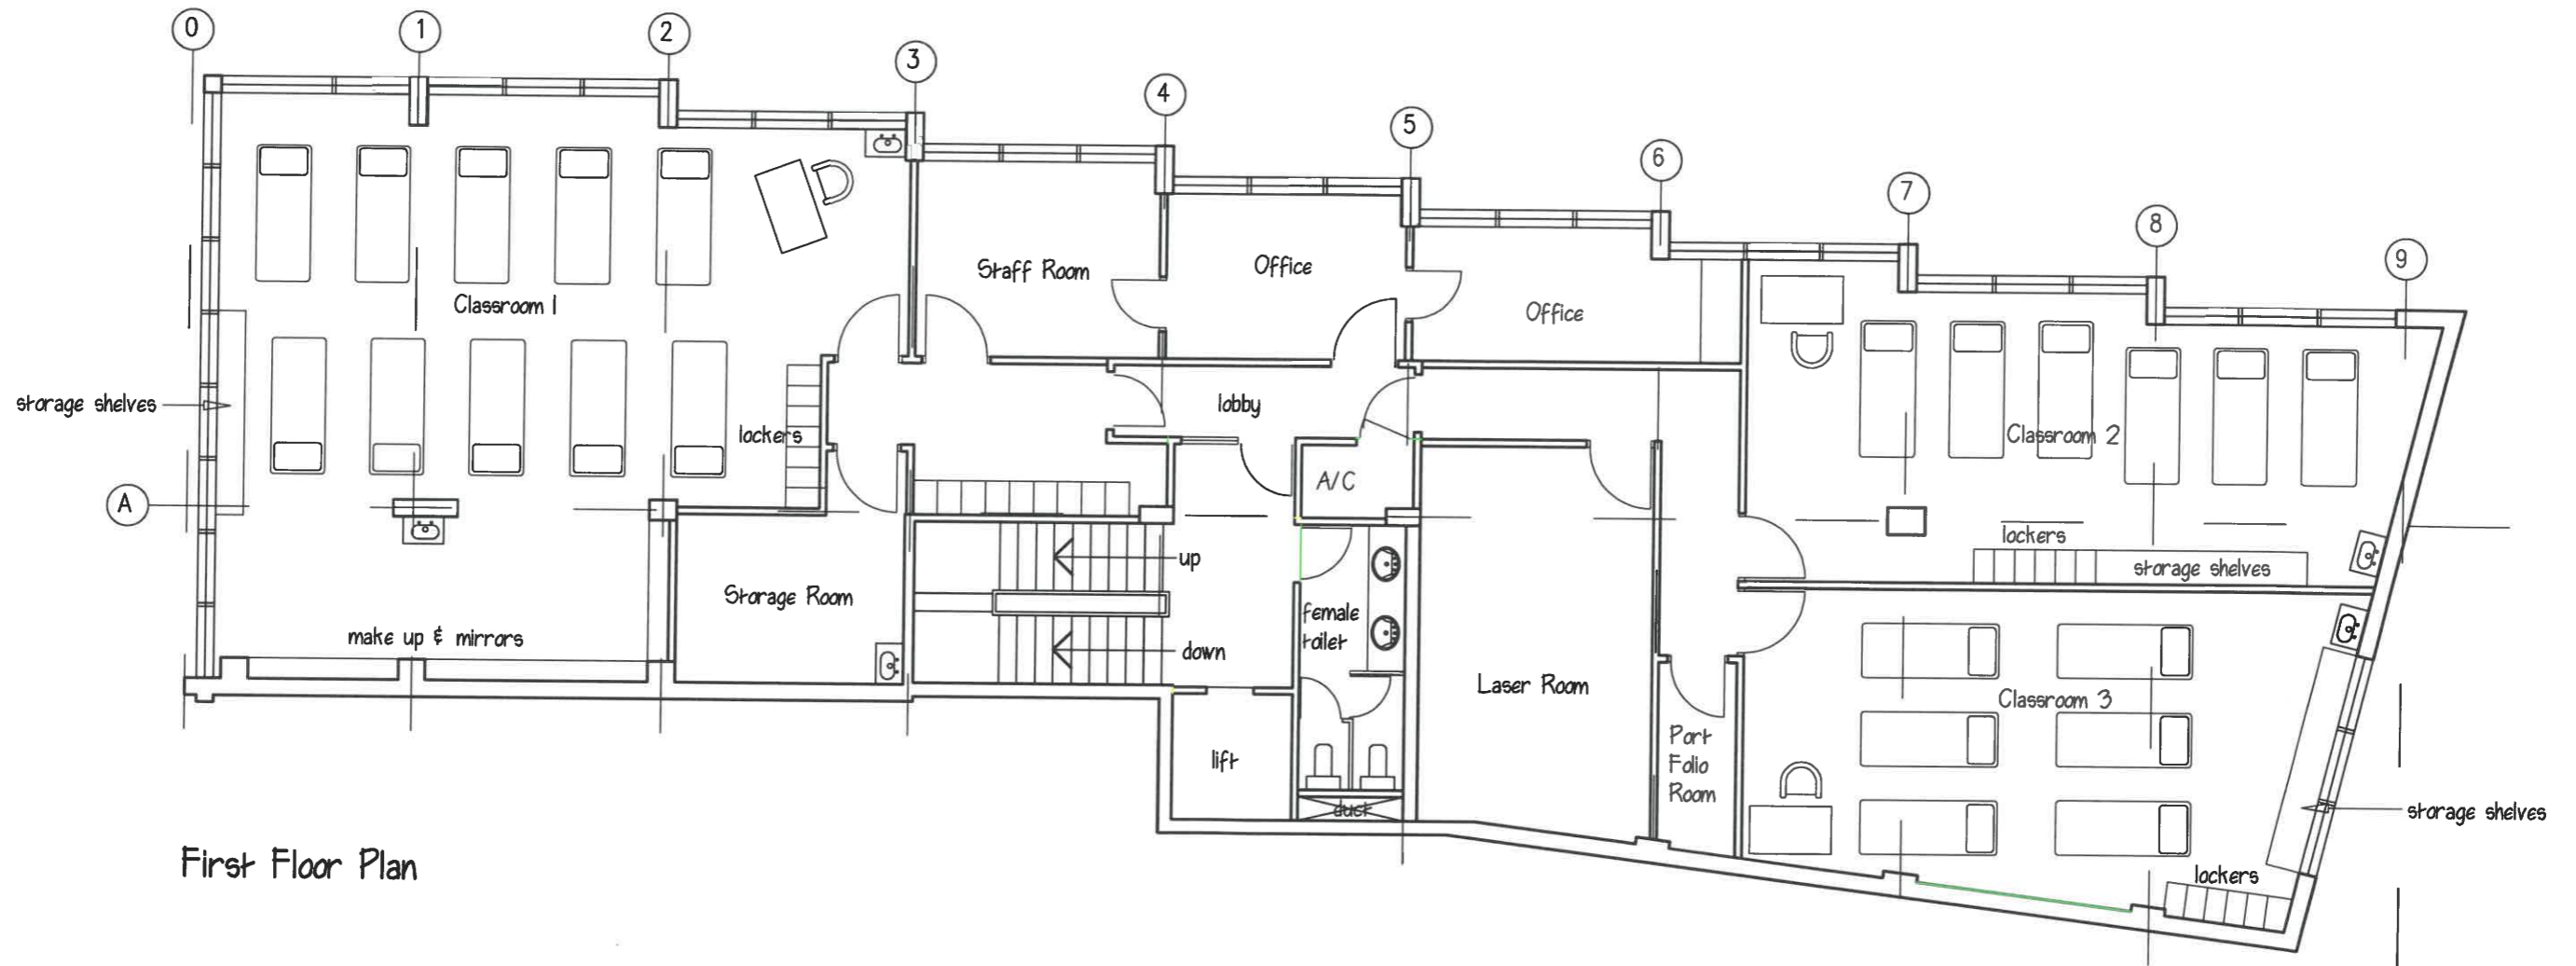 0
1
2
3
4
5
6
7
8
9
Staff Room
Office
Office
Classroom 1
storage shelves
lobby
lockers
Classroom 2
A/C
A
lockers
up
storage shelves
Storage Room
female
toilet
make up & mirrors
down
Laser Room
Classroom 3
lift
Port
Folio
Room
duct
storage shelves
First Floor Plan
lockers